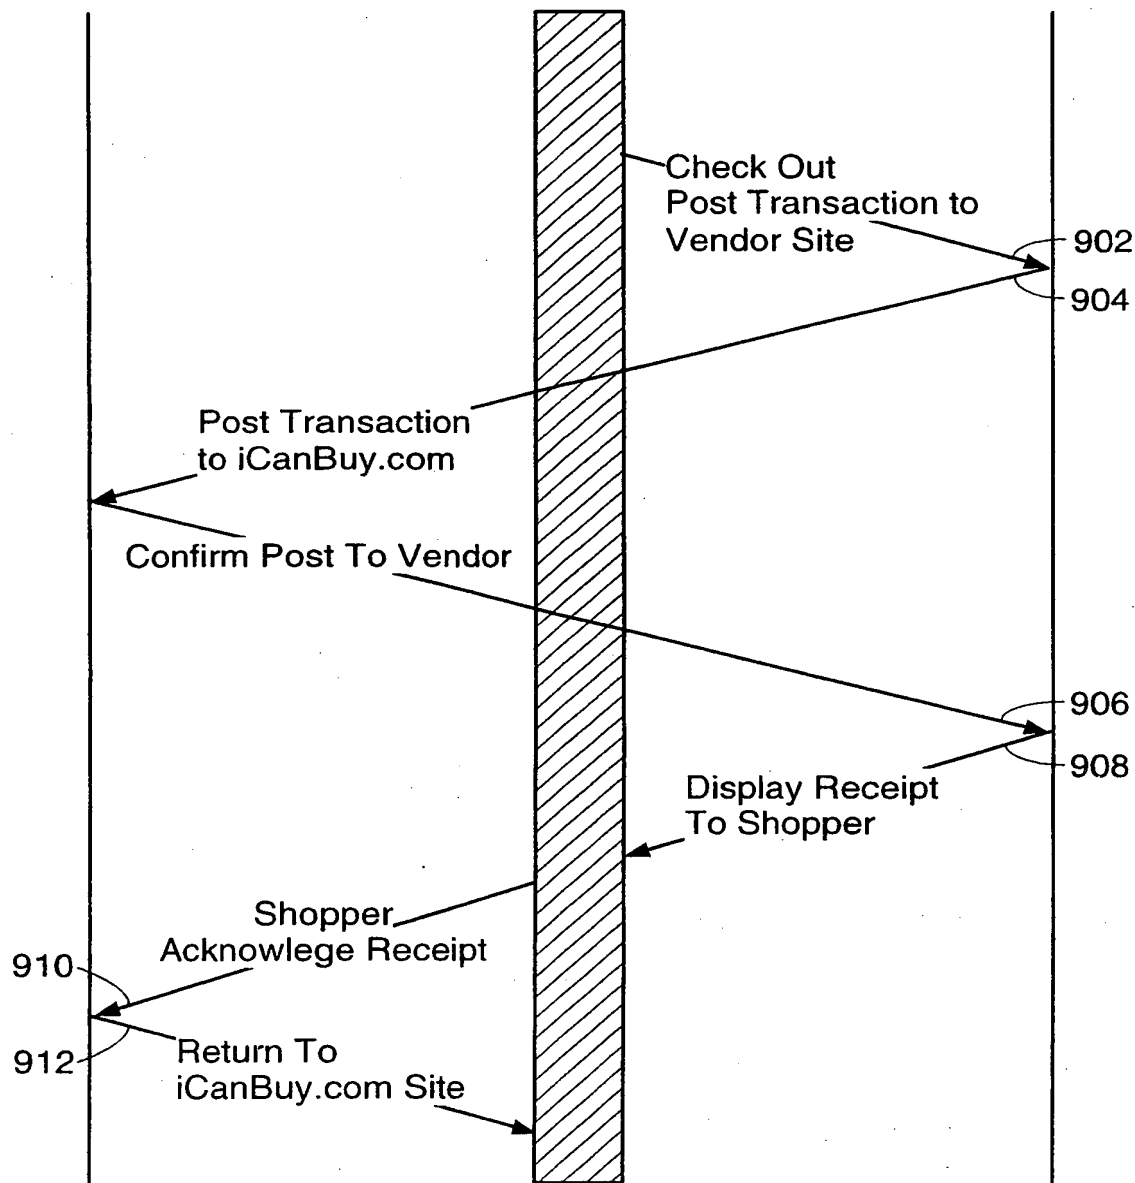 Check Out
Post Transaction to
Vendor Site
902
904
Post Transaction
to iCanBuy.com
Confirm Post To Vendor
906
908
Display Receipt
To Shopper
Shopper
Acknowlege Receipt
910
912
Return To
iCanBuy.com Site